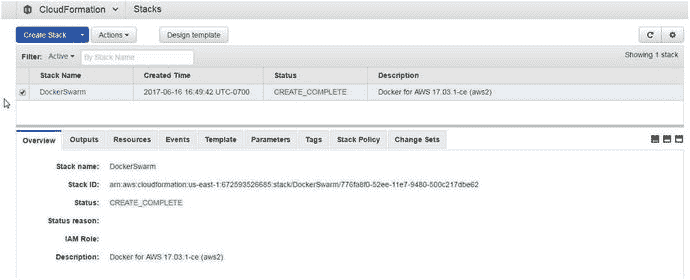 CloudFormation Stacks
Create Stack Actions Design template
Filter: Active By Stack Name Showing 1 stack
Stack Name Created Time Status Description
DockerSwarm 2017-06-16 16:49:42 UTC-0700 CREATE_COMPLETE Docker for AWS 17.03.1-ce (aws2)
Overview Outputs Resources Events Template Parameters Tags Stack Policy Change Sets
Stack name: DockerSwarm
Stack ID: arn:aws:cloudformation:us-east-1:672593526685:stack/DockerSwarm/776fa8f0-52ee-11e7-9480-500c217dbe62
Status: CREATE_COMPLETE
Status reason:
IAM Role:
Description: Docker for AWS 17.03.1-ce (aws2)